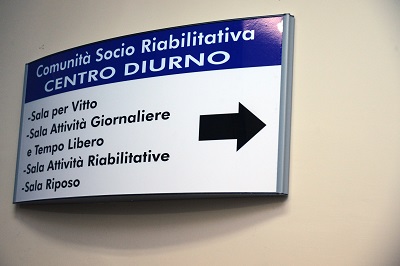 Comunità Socio Riabilitativa
CENTRO DIURNO
-Sala per Vitto
-Sala Attività Giornaliere
e Tempo Libero
-Sala Attività Riabilitative
-Sala Riposo